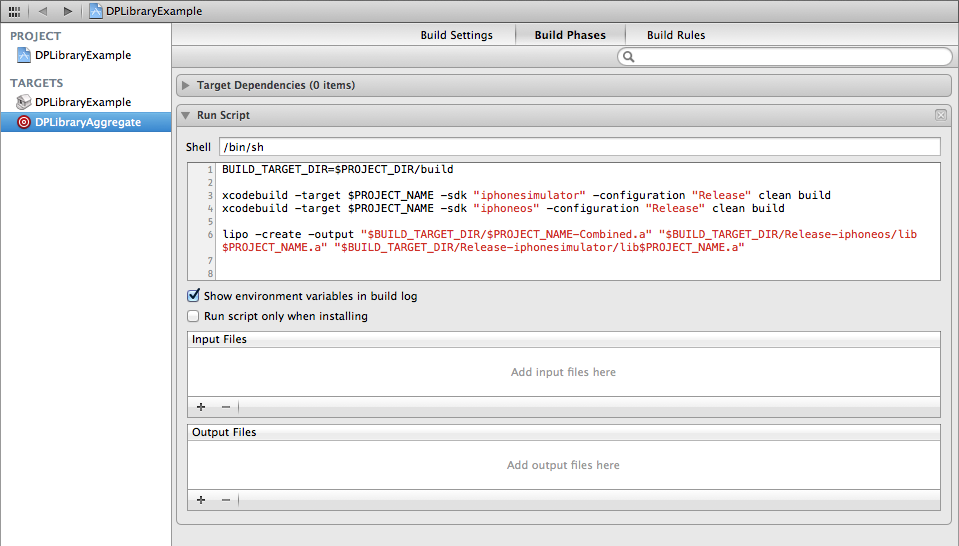 DPLibraryExample
PROJECT
DPLibraryExample
TARGETS
DPLibraryExample
DPLibraryAggregate
Build Settings
Build Phases
Build Rules
Target Dependencies (0 items)
Run Script
Shell
/bin/sh
1 BUILD_TARGET_DIR=$PROJECT_DIR/build
2
3 xcodebuild -target $PROJECT_NAME -sdk "iphonesimulator" -configuration "Release" clean build
4 xcodebuild -target $PROJECT_NAME -sdk "iphoneos" -configuration "Release" clean build
5
6 lipo -create -output "$BUILD_TARGET_DIR/$PROJECT_NAME-Combined.a" "$BUILD_TARGET_DIR/Release-iphoneos/lib
$PROJECT_NAME.a" "$BUILD_TARGET_DIR/Release-iphonesimulator/lib$PROJECT_NAME.a"
7
8
Show environment variables in build log
Run script only when installing
Input Files
Add input files here
Output Files
Add output files here